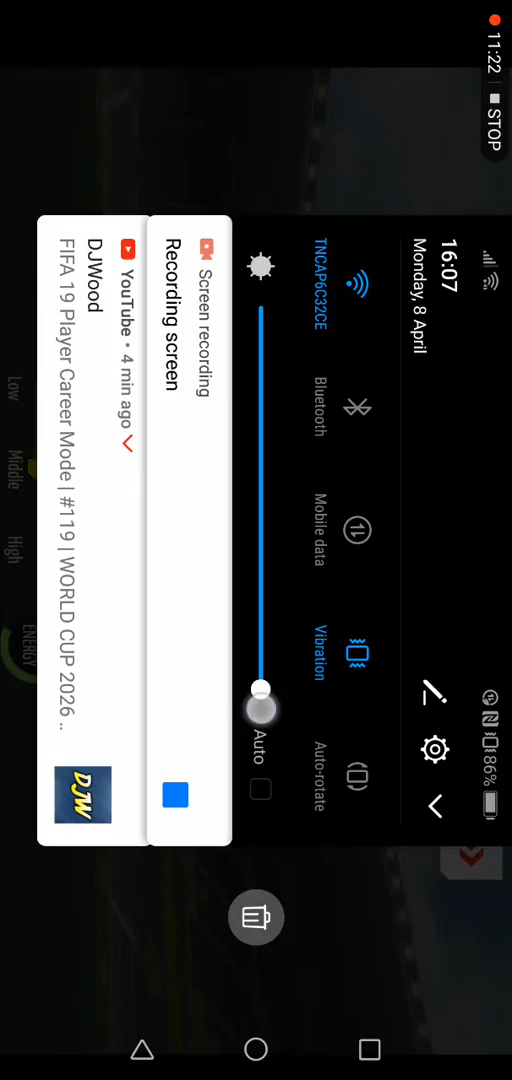 11:22 STOP
86%
16:07
Monday, 8 April
TNCAP6C32CE
Bluetooth
Mobile data
Vibration
Auto-rotate
Auto
Screen recording
Recording screen
YouTube • 4 min ago
DJWood
FIFA 19 Player Career Mode | #119 | WORLD CUP 2026 ..
DJW
ENERGY
Low
Middle
High